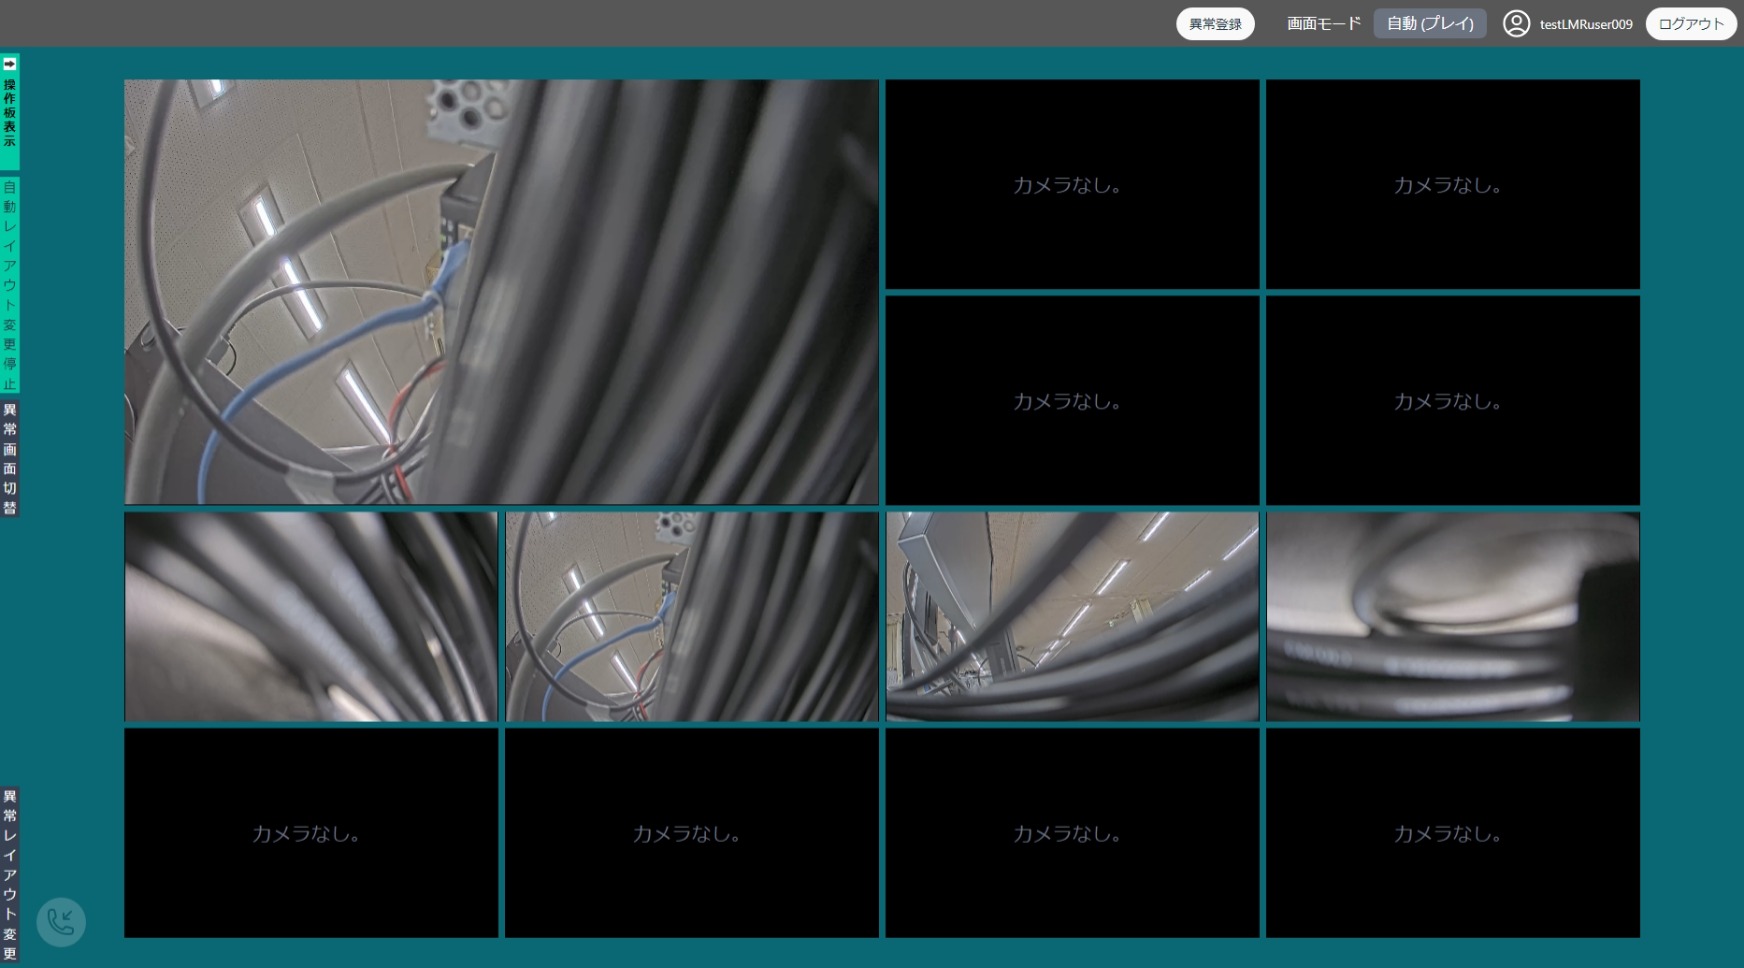 異常登録
画面モード
自動 (プレイ)
testLMRuser009
ログアウト
操作板表示
自動レイアウト変更停止
異常画面切替
異常レイアウト変更
カメラなし。
カメラなし。
カメラなし。
カメラなし。
カメラなし。
カメラなし。
カメラなし。
カメラなし。